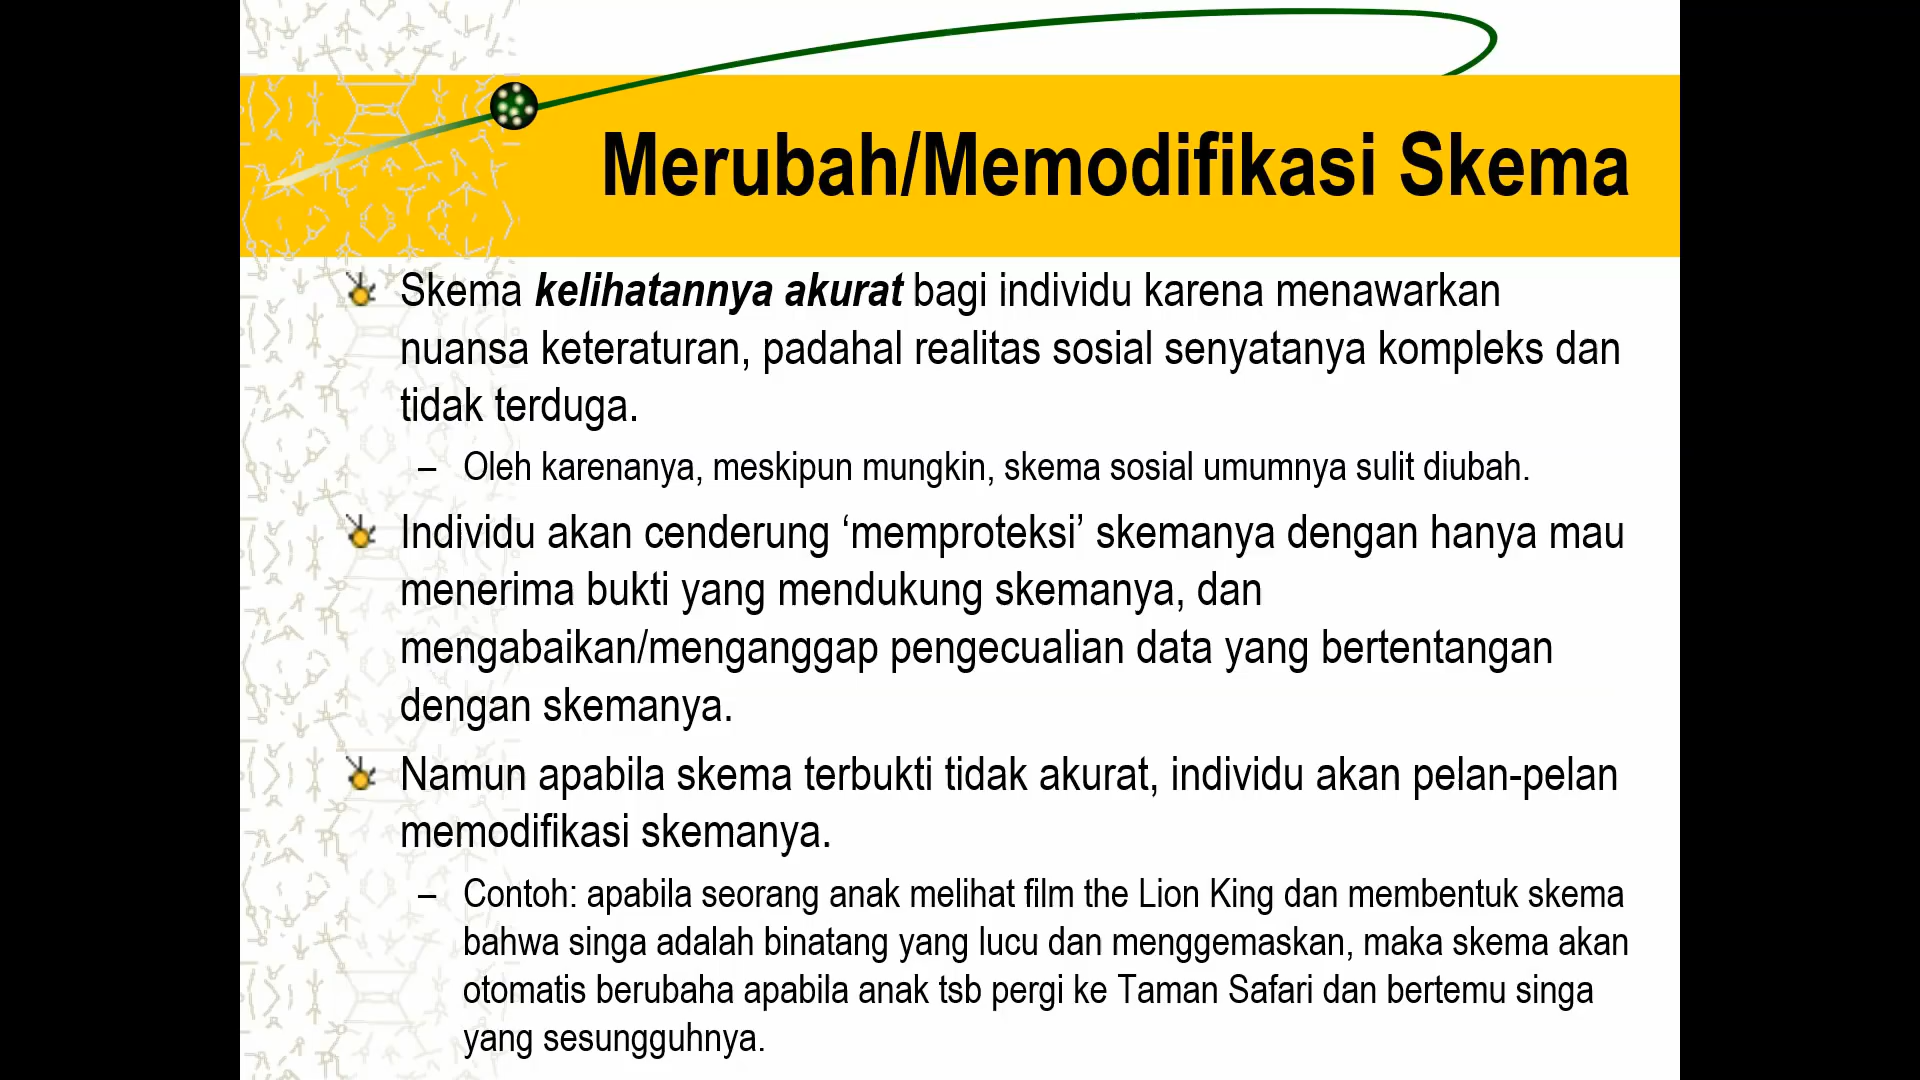 Merubah/Memodifikasi Skema
Skema kelihatannya akurat bagi individu karena menawarkan
nuansa keteraturan, padahal realitas sosial senyatanya kompleks dan
tidak terduga.
– Oleh karenanya, meskipun mungkin, skema sosial umumnya sulit diubah.
Individu akan cenderung ‘memproteksi’ skemanya dengan hanya mau
menerima bukti yang mendukung skemanya, dan
mengabaikan/menganggap pengecualian data yang bertentangan
dengan skemanya.
Namun apabila skema terbukti tidak akurat, individu akan pelan-pelan
memodifikasi skemanya.
– Contoh: apabila seorang anak melihat film the Lion King dan membentuk skema
bahwa singa adalah binatang yang lucu dan menggemaskan, maka skema akan
otomatis berubaha apabila anak tsb pergi ke Taman Safari dan bertemu singa
yang sesungguhnya.